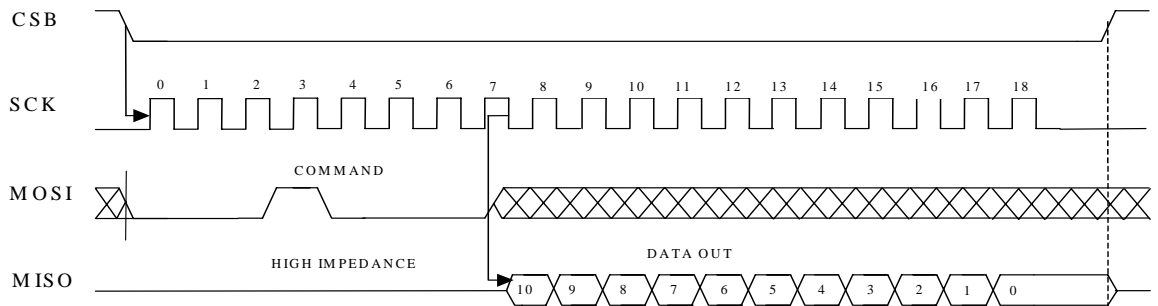 CSB
0 1 2 3 4 5 6 7 8 9 10 11 12 13 14 15 16 17 18
SCK
COMMAND
MOSI
HIGH IMPEDANCE DATA OUT
MISO
10 9 8 7 6 5 4 3 2 1 0